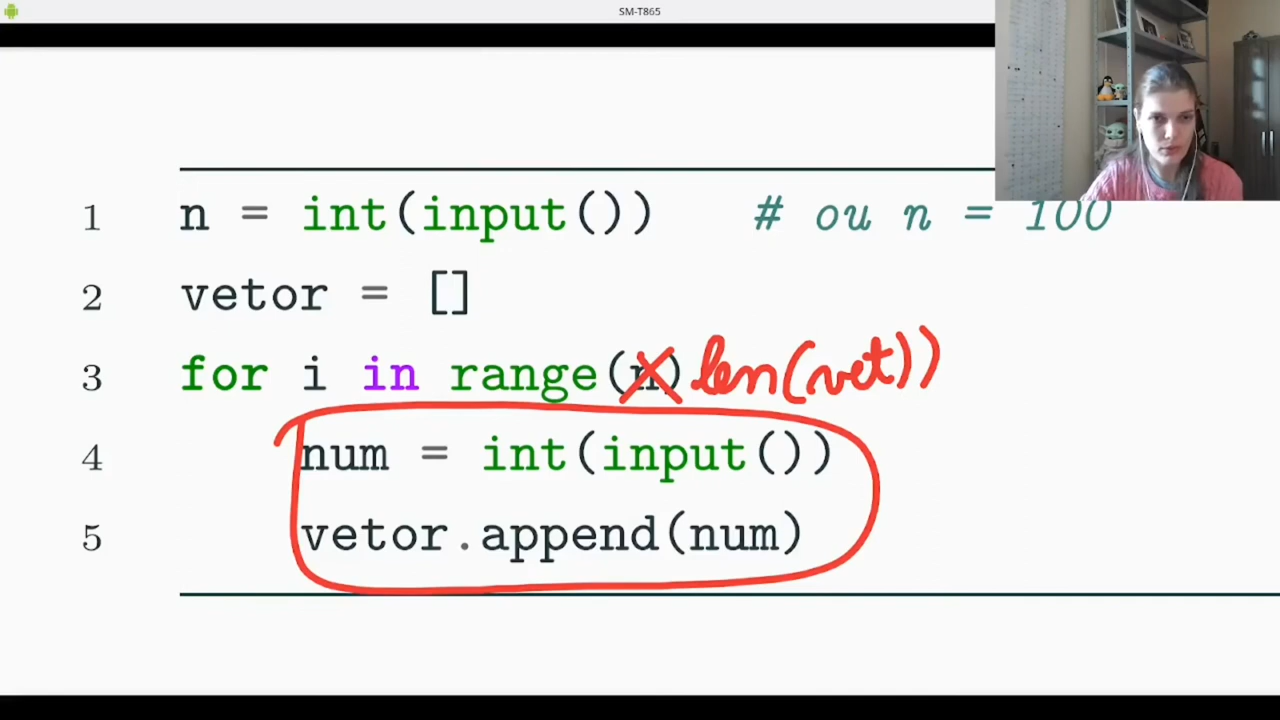 SM-T865
1 n = int(input()) # ou n = 100
2 vetor = []
3 for i in range(n) len(vet))
4 num = int(input())
5 vetor.append(num)